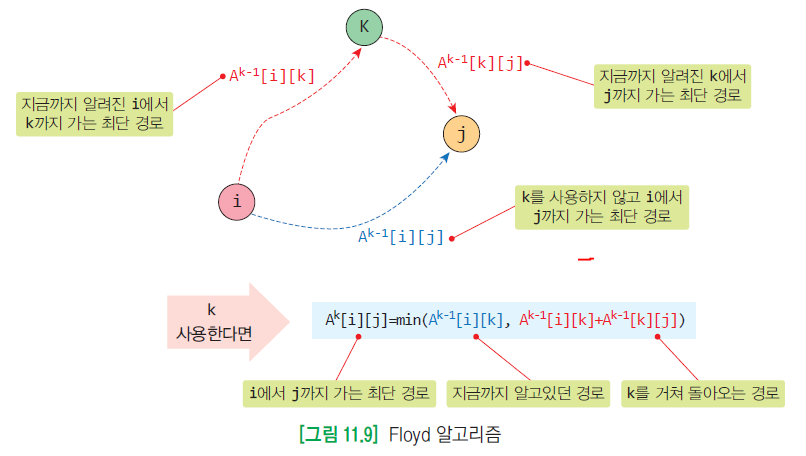 K
A^k-1[i][k]
A^k-1[k][j]
지금까지 알려진 k에서
j까지 가는 최단 경로
지금까지 알려진 i에서
k까지 가는 최단 경로
j
i
k를 사용하지 않고 i에서
j까지 가는 최단 경로
A^k-1[i][j]
k
사용한다면
A^k[i][j]=min(A^k-1[i][k], A^k-1[i][k]+A^k-1[k][j])
i에서 j까지 가는 최단 경로
지금까지 알고있던 경로
k를 거쳐 돌아오는 경로
[그림 11.9] Floyd 알고리즘